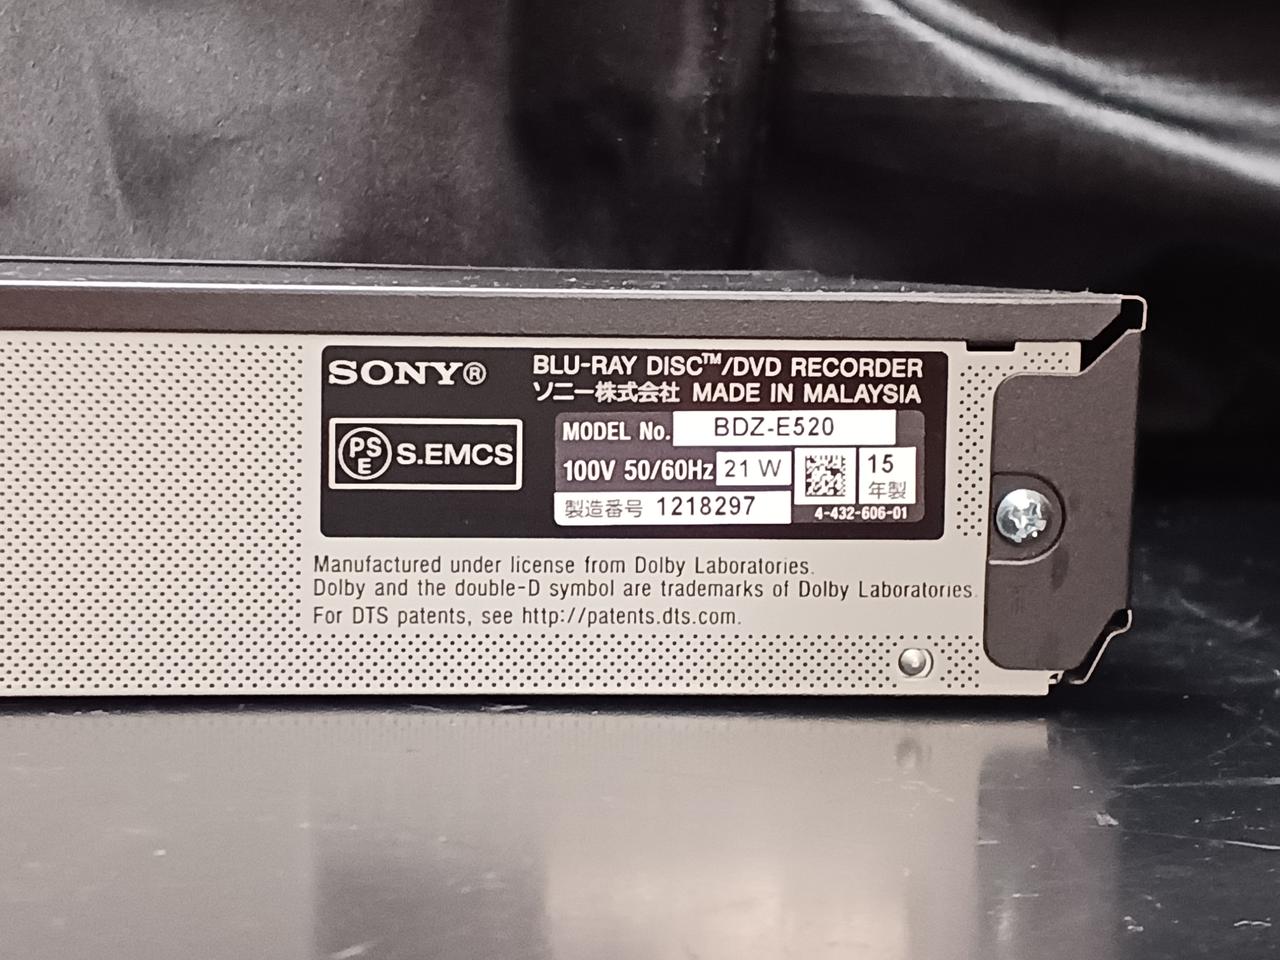 SONY®
BLU-RAY DISC™/DVD RECORDER
ソニー株式会社 MADE IN MALAYSIA
PSE S.EMCS
MODEL No. BDZ-E520
100V 50/60Hz 21 W
15年製
製造番号 1218297
4-432-606-01
Manufactured under license from Dolby Laboratories.
Dolby and the double-D symbol are trademarks of Dolby Laboratories.
For DTS patents, see http://patents.dts.com.